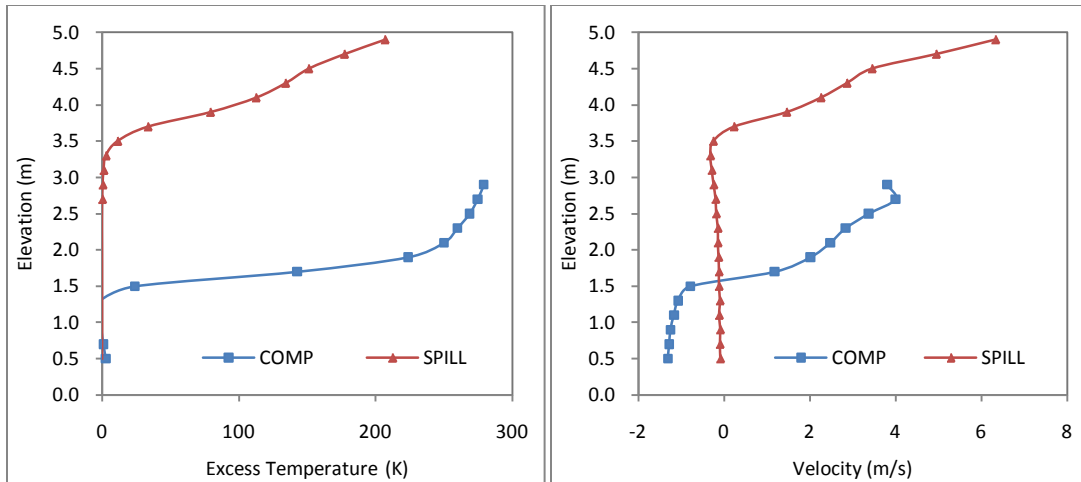 5.0
4.5
4.0
3.5
3.0
2.5
2.0
1.5
1.0
0.5
0.0
Elevation (m)
COMP SPILL
0 100 200 300
Excess Temperature (K)
5.0
4.5
4.0
3.5
3.0
2.5
2.0
1.5
1.0
0.5
0.0
Elevation (m)
COMP SPILL
-2 0 2 4 6 8
Velocity (m/s)